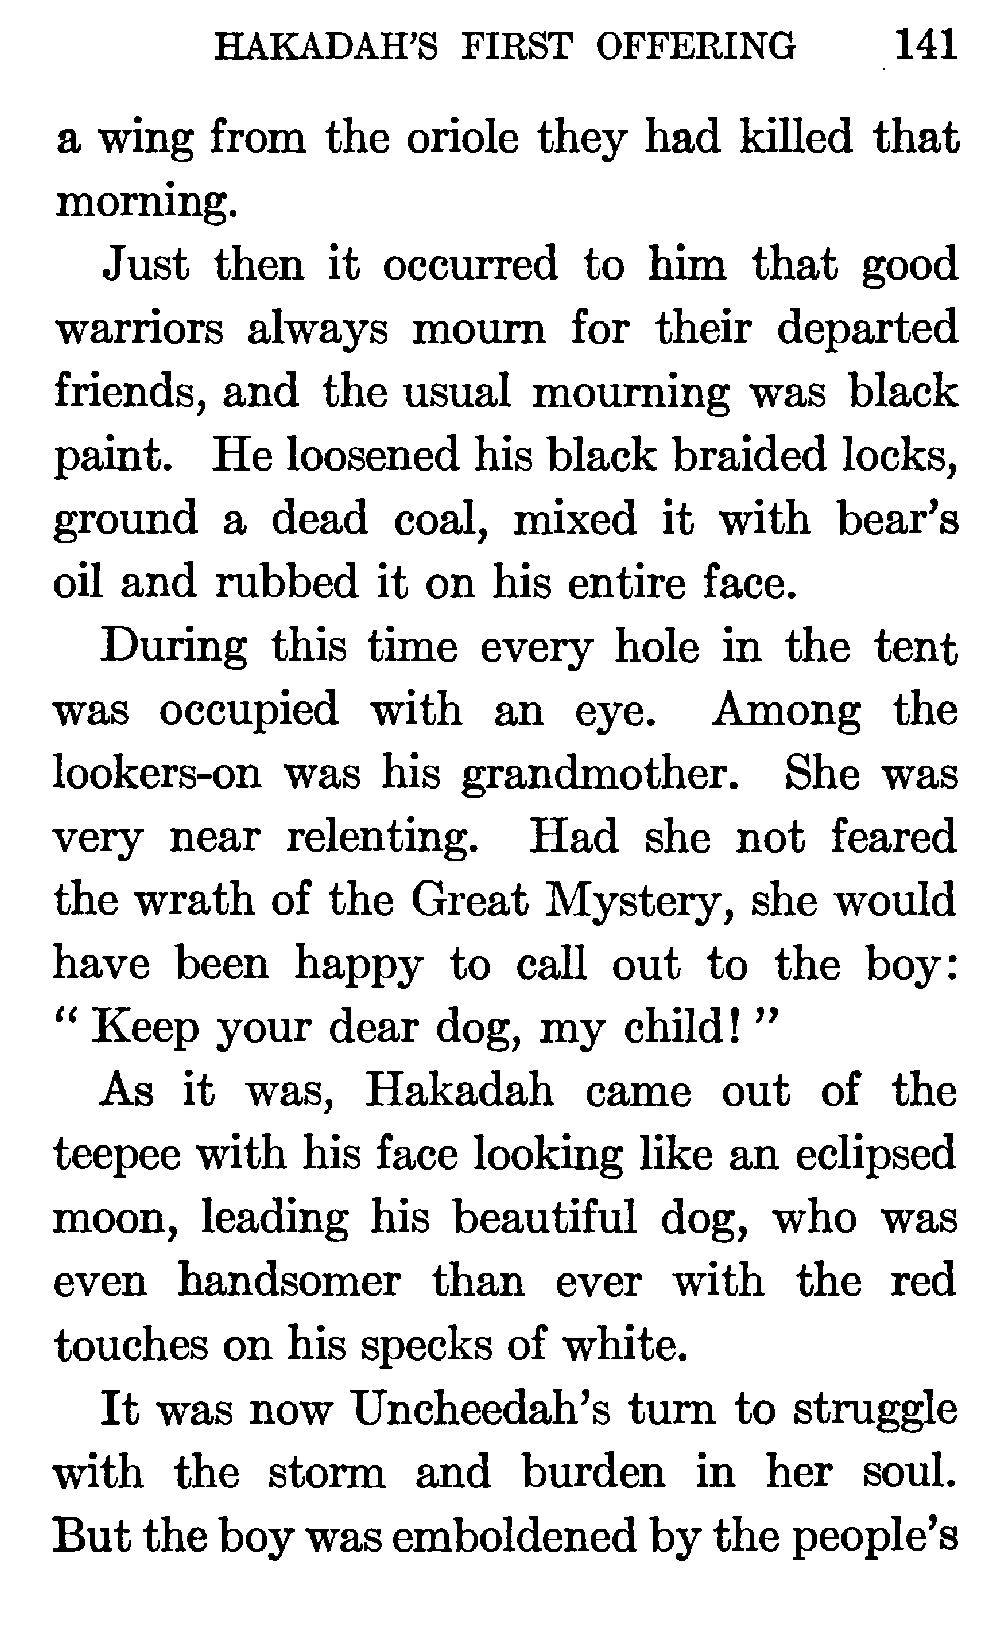 HAKADAH'S FIRST OFFERING 141
a wing from the oriole they had killed that
morning.
Just then it occurred to him that good
warriors always mourn for their departed
friends, and the usual mourning was black
paint. He loosened his black braided locks,
ground a dead coal, mixed it with bear's
oil and rubbed it on his entire face.
During this time every hole in the tent
was occupied with an eye. Among the
lookers-on was his grandmother. She was
very near relenting. Had she not feared
the wrath of the Great Mystery, she would
have been happy to call out to the boy:
“ Keep your dear dog, my child! ”
As it was, Hakadah came out of the
teepee with his face looking like an eclipsed
moon, leading his beautiful dog, who was
even handsomer than ever with the red
touches on his specks of white.
It was now Uncheedah's turn to struggle
with the storm and burden in her soul.
But the boy was emboldened by the people's